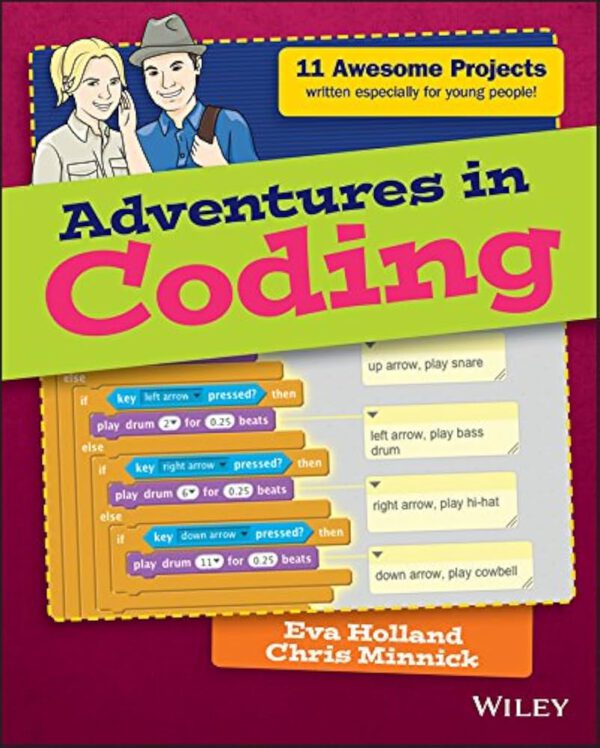 11 Awesome Projects
written especially for young people!
Adventures in
Coding
up arrow, play snare
else
if key left arrow pressed? then
play drum 2 for 0.25 beats
left arrow, play bass
drum
else
if key right arrow pressed? then
play drum 6 for 0.25 beats
right arrow, play hi-hat
else
if key down arrow pressed? then
play drum 11 for 0.25 beats
down arrow, play cowbell
Eva Holland
Chris Minnick
WILEY